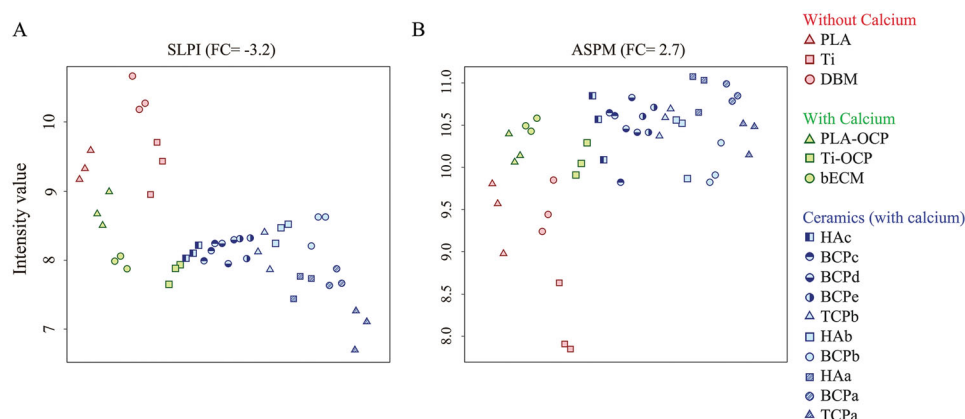 A
SLPI (FC= -3.2)
Intensity value
10
9
8
7
B
ASPM (FC= 2.7)
11.0
10.5
10.0
9.5
9.0
8.5
8.0
Without Calcium
PLA
Ti
DBM
With Calcium
PLA-OCP
Ti-OCP
bECM
Ceramics (with calcium)
HAc
BCPc
BCPd
BCPe
TCPb
HAb
BCPb
HAa
BCPa
TCPa